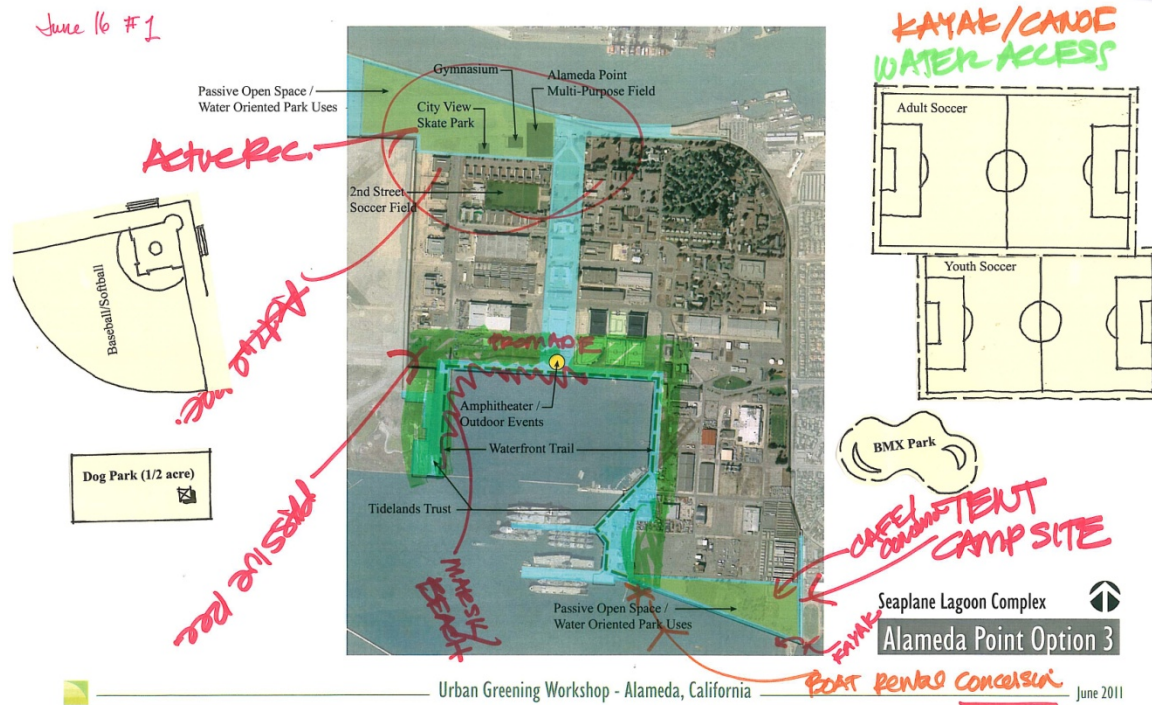 June 16 #1
KAYAK/CANOE
WATER ACCESS
Gymnasium
Alameda Point
Multi-Purpose Field
Passive Open Space /
Water Oriented Park Uses
City View
Skate Park
Adult Soccer
Active Rec.
2nd Street
Soccer Field
Youth Soccer
Baseball/Softball
Active rec.
PROMADE
Amphitheater /
Outdoor Events
Waterfront Trail
BMX Park
Dog Park (1/2 acre)
Tidelands Trust
passive rec
MARSH/
BEACH
CAFE/
TENT
CAMP SITE
Passive Open Space /
Water Oriented Park Uses
KAYAK
Seaplane Lagoon Complex
Alameda Point Option 3
BOAT Rental Concession
Urban Greening Workshop - Alameda, California
June 2011